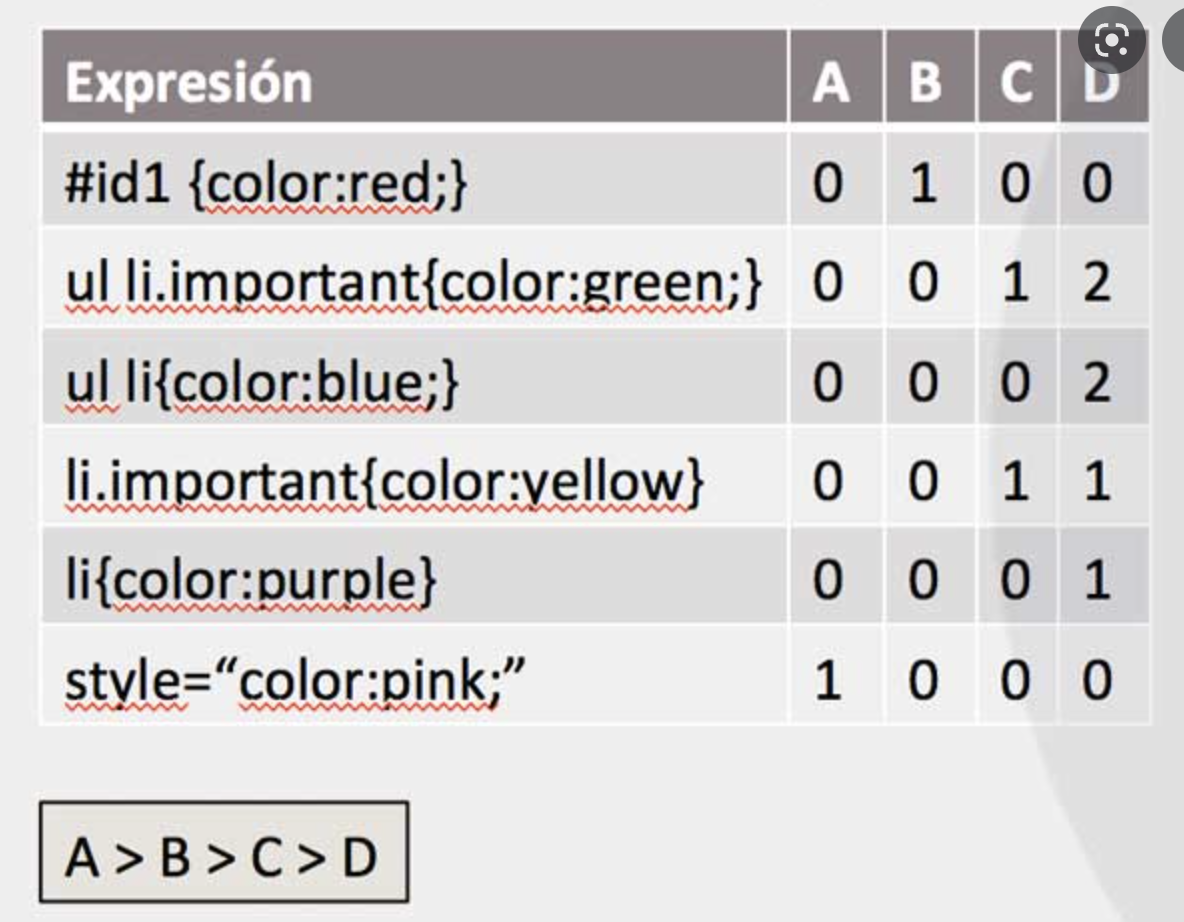 Expresión A B C D
#id1 {color:red;} 0 1 0 0
ul li.important{color:green;} 0 0 1 2
ul li{color:blue;} 0 0 0 2
li.important{color:yellow} 0 0 1 1
li{color:purple} 0 0 0 1
style=“color:pink;” 1 0 0 0
A > B > C > D